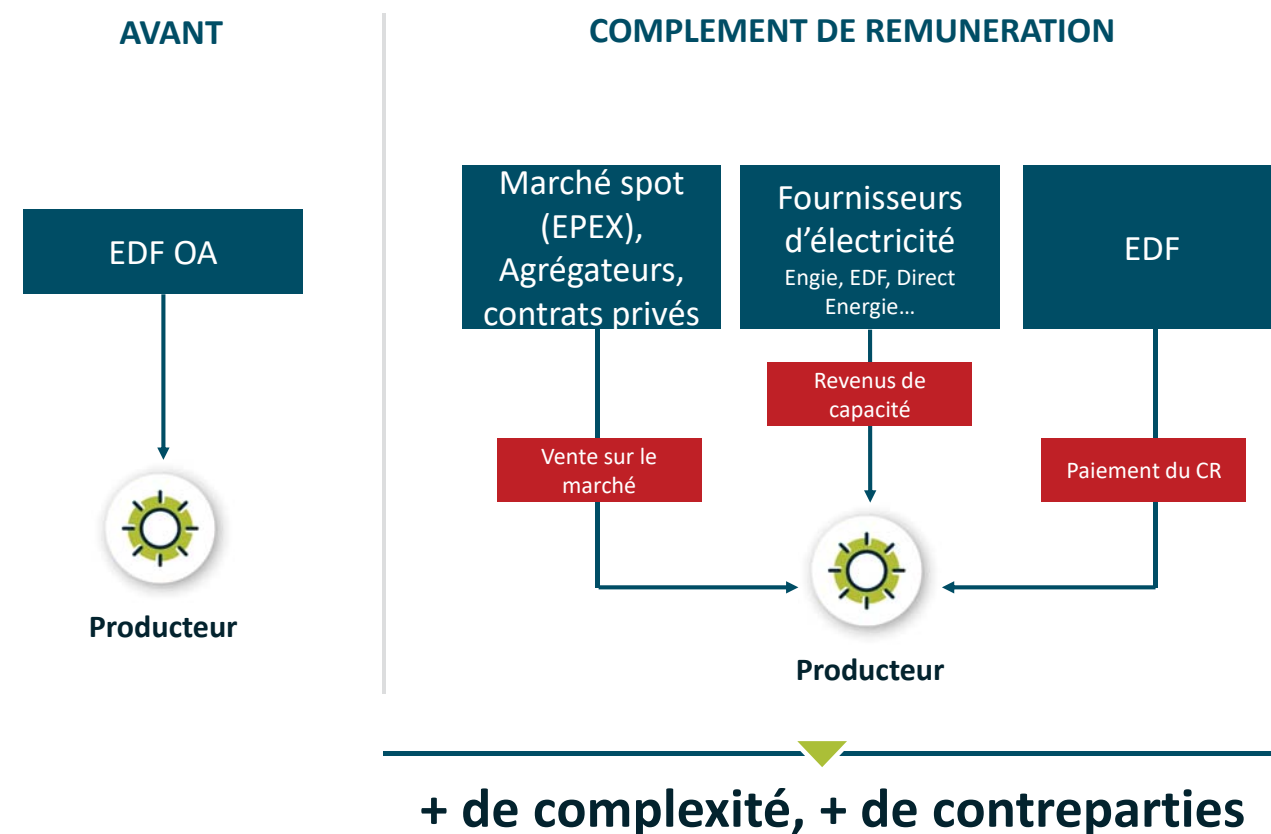 AVANT
EDF OA
Producteur
COMPLEMENT DE REMUNERATION
Marché spot
(EPEX),
Agrégateurs,
contrats privés
Fournisseurs
d’électricité
Engie, EDF, Direct
Energie…
EDF
Revenus de
capacité
Vente sur le
marché
Paiement du CR
Producteur
+ de complexité, + de contreparties